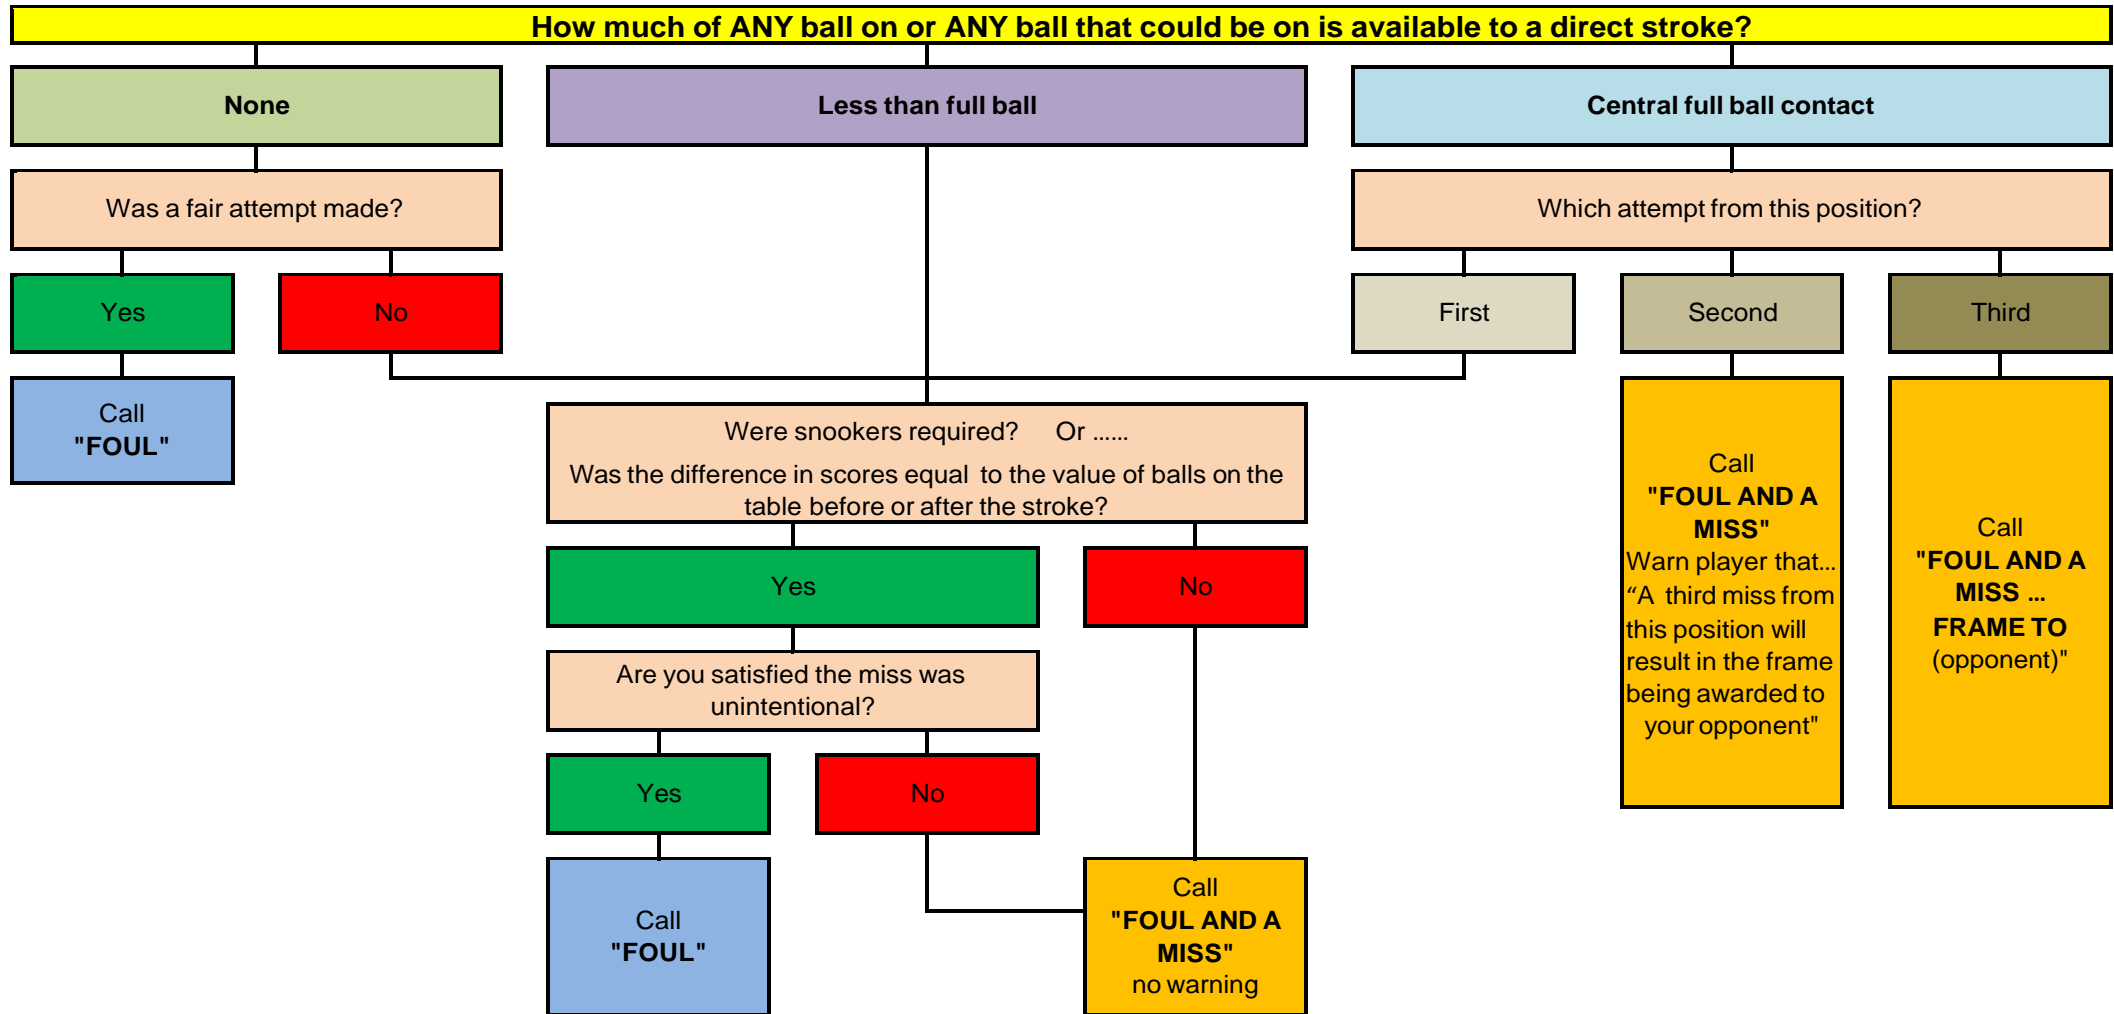 How much of ANY ball on or ANY ball that could be on is available to a direct stroke?
None
Less than full ball
Central full ball contact
Was a fair attempt made?
Which attempt from this position?
Yes
No
First
Second
Third
Call
"FOUL"
Were snookers required? Or ......
Was the difference in scores equal to the value of balls on the
table before or after the stroke?
Call
"FOUL AND A
MISS"
Warn player that...
“A third miss from
this position will
result in the frame
being awarded to
your opponent"
Call
"FOUL AND A
MISS ...
FRAME TO
(opponent)"
Yes
No
Are you satisfied the miss was
unintentional?
Yes
No
Call
"FOUL"
Call
"FOUL AND A
MISS"
no warning